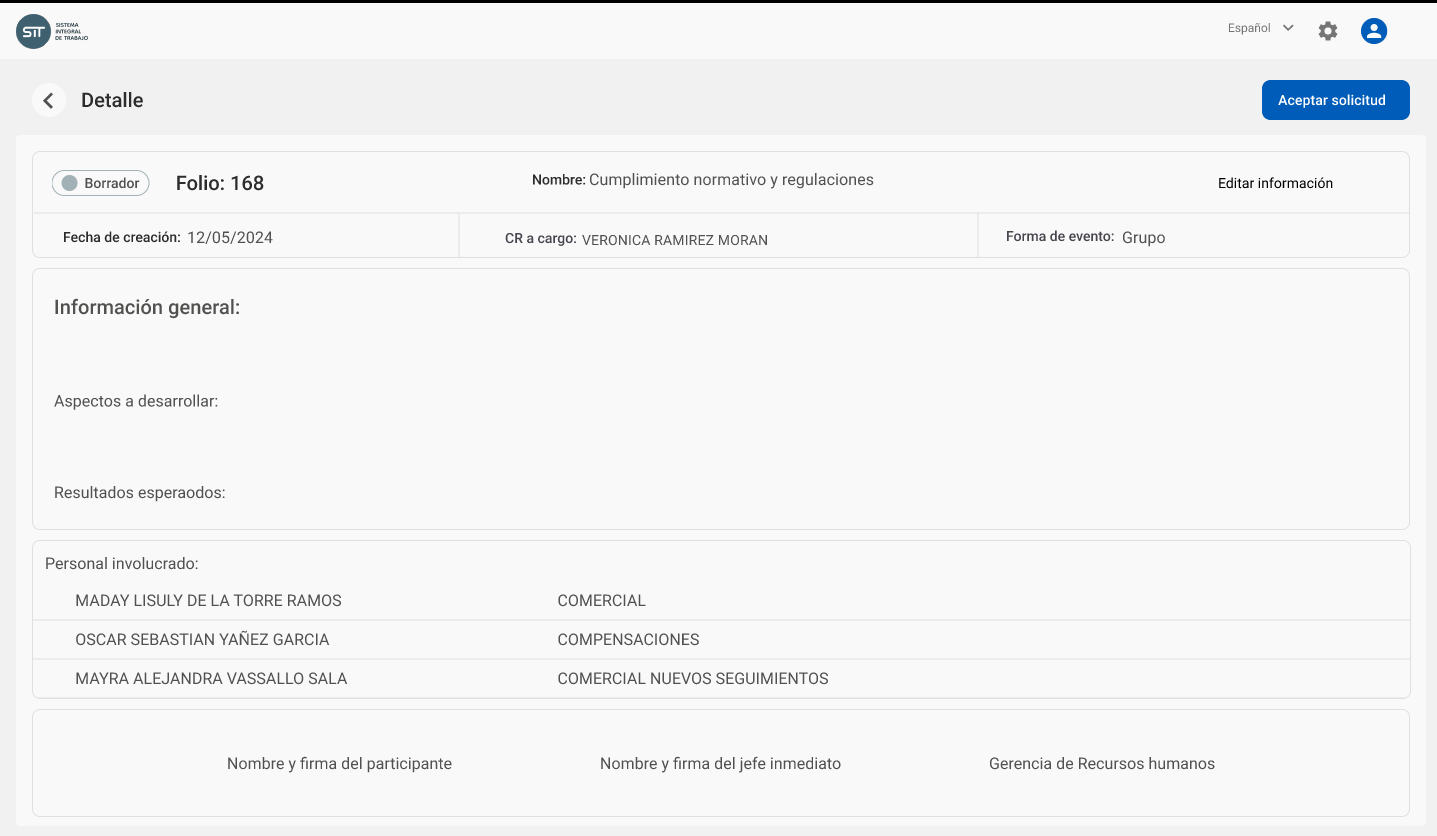 SIT
SISTEMA
INTEGRAL
DE TRABAJO
Español
Detalle
Aceptar solicitud
Borrador
Folio: 168
Nombre: Cumplimiento normativo y regulaciones
Editar información
Fecha de creación: 12/05/2024
CR a cargo: VERONICA RAMIREZ MORAN
Forma de evento: Grupo
Información general:
Aspectos a desarrollar:
Resultados esperaodos:
Personal involucrado:
MADAY LISULY DE LA TORRE RAMOS COMERCIAL
OSCAR SEBASTIAN YAÑEZ GARCIA COMPENSACIONES
MAYRA ALEJANDRA VASSALLO SALA COMERCIAL NUEVOS SEGUIMIENTOS
Nombre y firma del participante Nombre y firma del jefe inmediato Gerencia de Recursos humanos